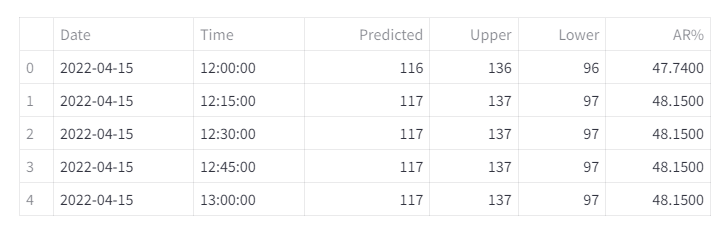 Date Time Predicted Upper Lower AR%
0 2022-04-15 12:00:00 116 136 96 47.7400
1 2022-04-15 12:15:00 117 137 97 48.1500
2 2022-04-15 12:30:00 117 137 97 48.1500
3 2022-04-15 12:45:00 117 137 97 48.1500
4 2022-04-15 13:00:00 117 137 97 48.1500